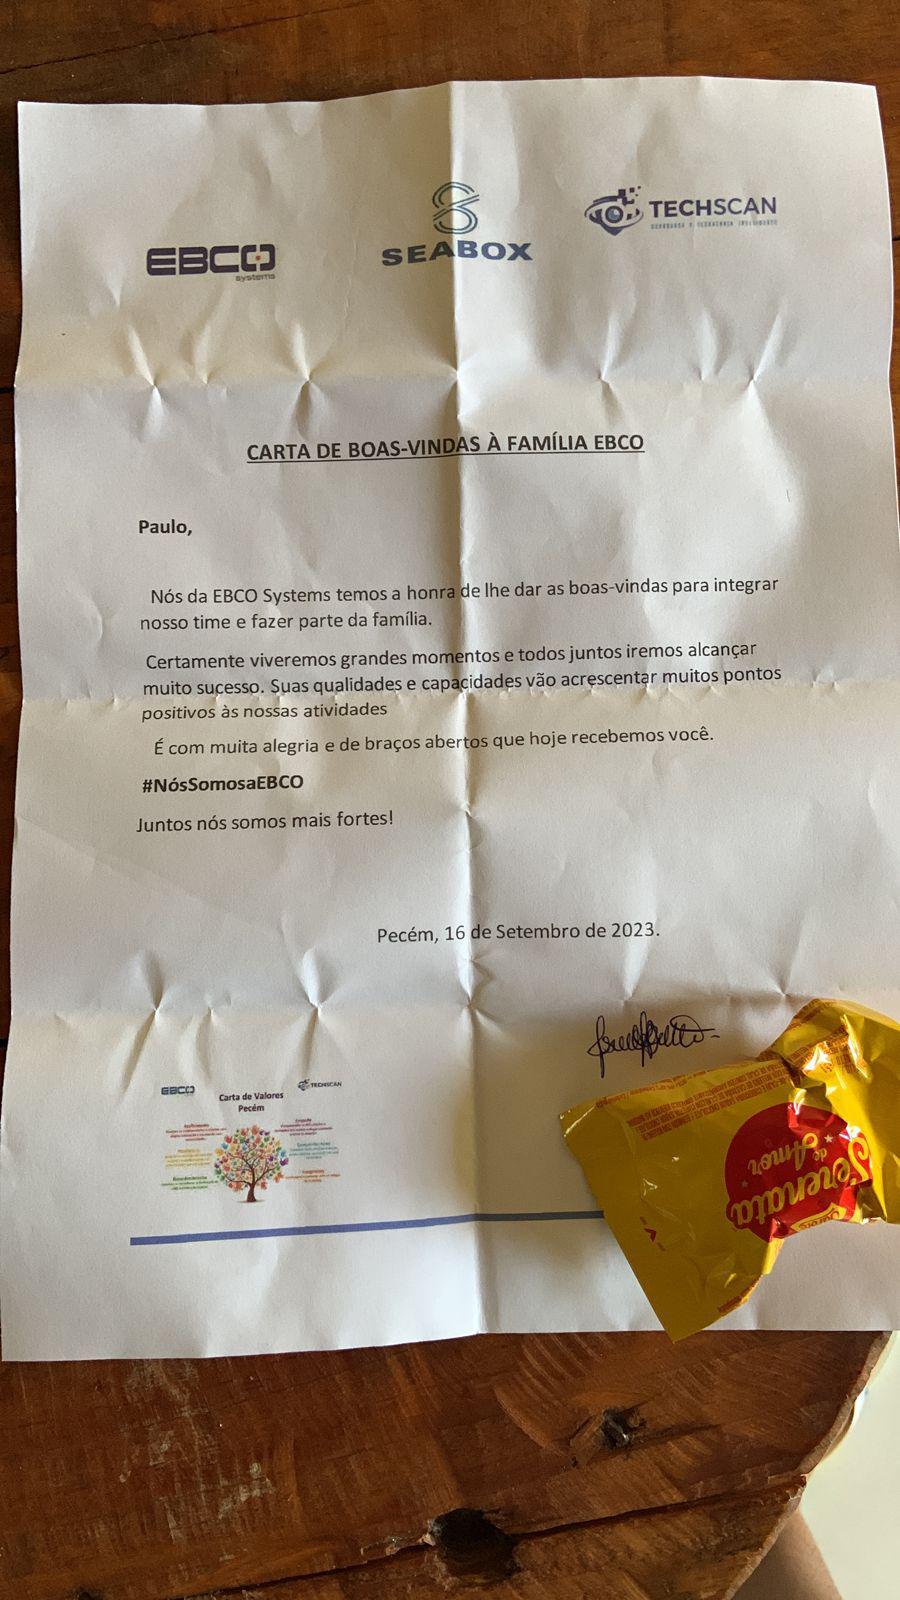 EBCO
systems
SEABOX
TECHSCAN
CARTA DE BOAS-VINDAS À FAMÍLIA EBCO
Paulo,
Nós da EBCO Systems temos a honra de lhe dar as boas-vindas para integrar
nosso time e fazer parte da família.
Certamente viveremos grandes momentos e todos juntos iremos alcançar
muito sucesso. Suas qualidades e capacidades vão acrescentar muitos pontos
positivos às nossas atividades
É com muita alegria e de braços abertos que hoje recebemos você.
#NósSomosaEBCO
Juntos nós somos mais fortes!
Pecém, 16 de Setembro de 2023.
EBCO
TECHSCAN
Carta de Valores
Pecém
Serenata
de
Amor